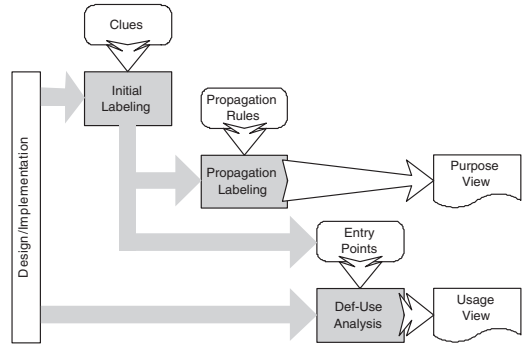 Clues
Initial
Labeling
Propagation
Rules
Propagation
Labeling
Purpose
View
Design/Implementation
Entry
Points
Def-Use
Analysis
Usage
View